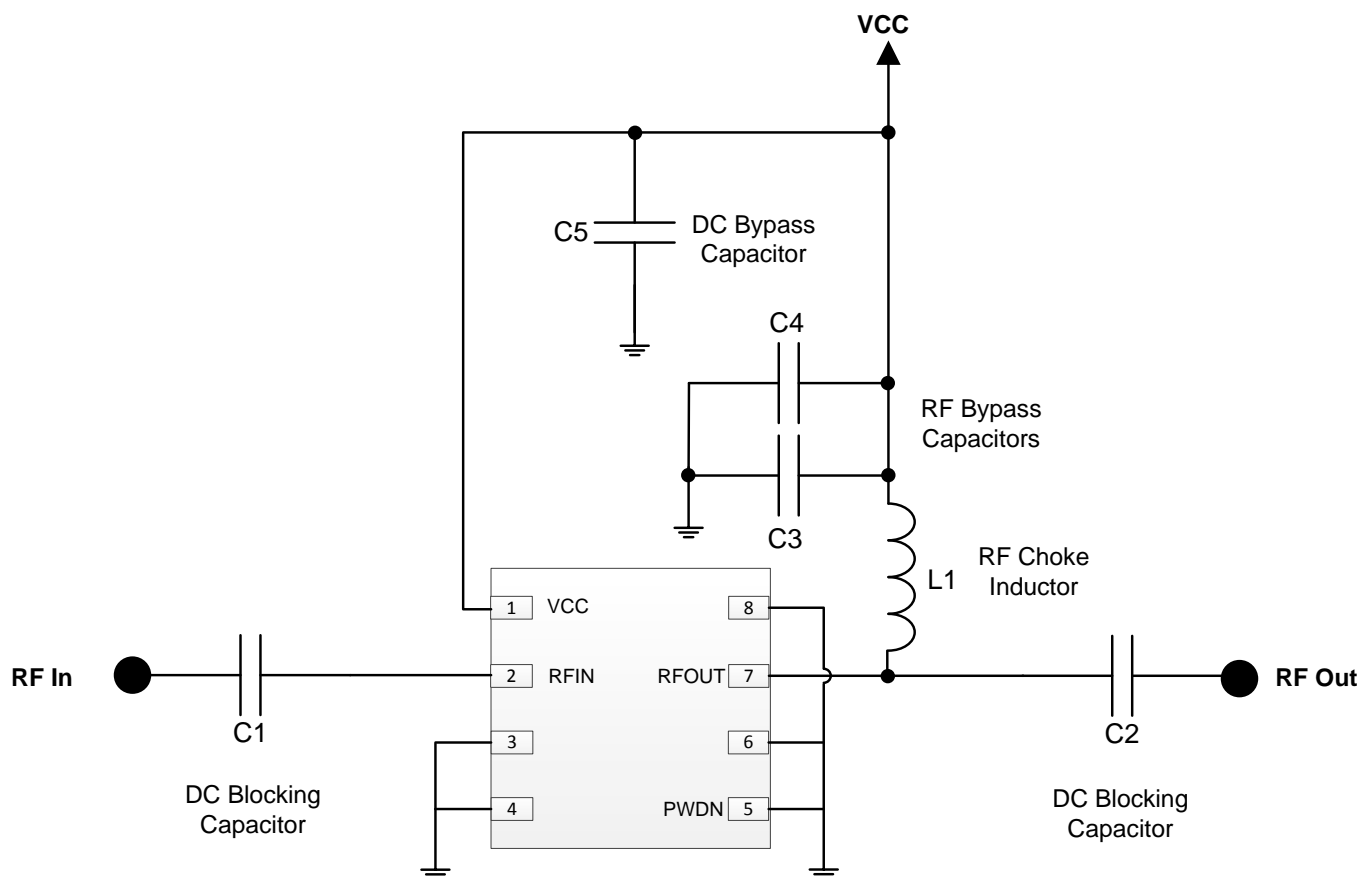 VCC
C5
DC Bypass
Capacitor
C4
RF Bypass
Capacitors
C3
L1
RF Choke
Inductor
1
VCC
8
RF In
2
RFIN
RFOUT
7
RF Out
C1
3
6
C2
DC Blocking
Capacitor
4
PWDN
5
DC Blocking
Capacitor